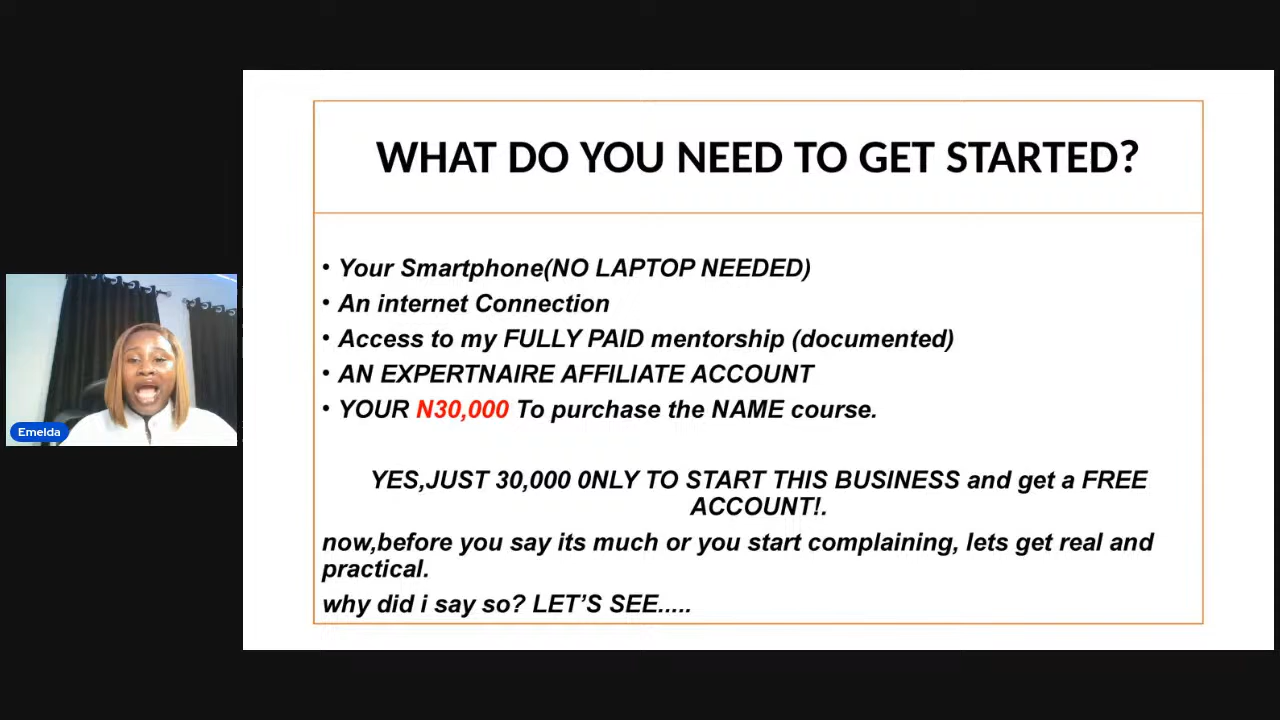 WHAT DO YOU NEED TO GET STARTED?
• Your Smartphone(NO LAPTOP NEEDED)
• An internet Connection
• Access to my FULLY PAID mentorship (documented)
• AN EXPERTNAIRE AFFILIATE ACCOUNT
• YOUR N30,000 To purchase the NAME course.
YES,JUST 30,000 0NLY TO START THIS BUSINESS and get a FREE
ACCOUNT!.
now,before you say its much or you start complaining, lets get real and
practical.
why did i say so? LET’S SEE.....
Emelda